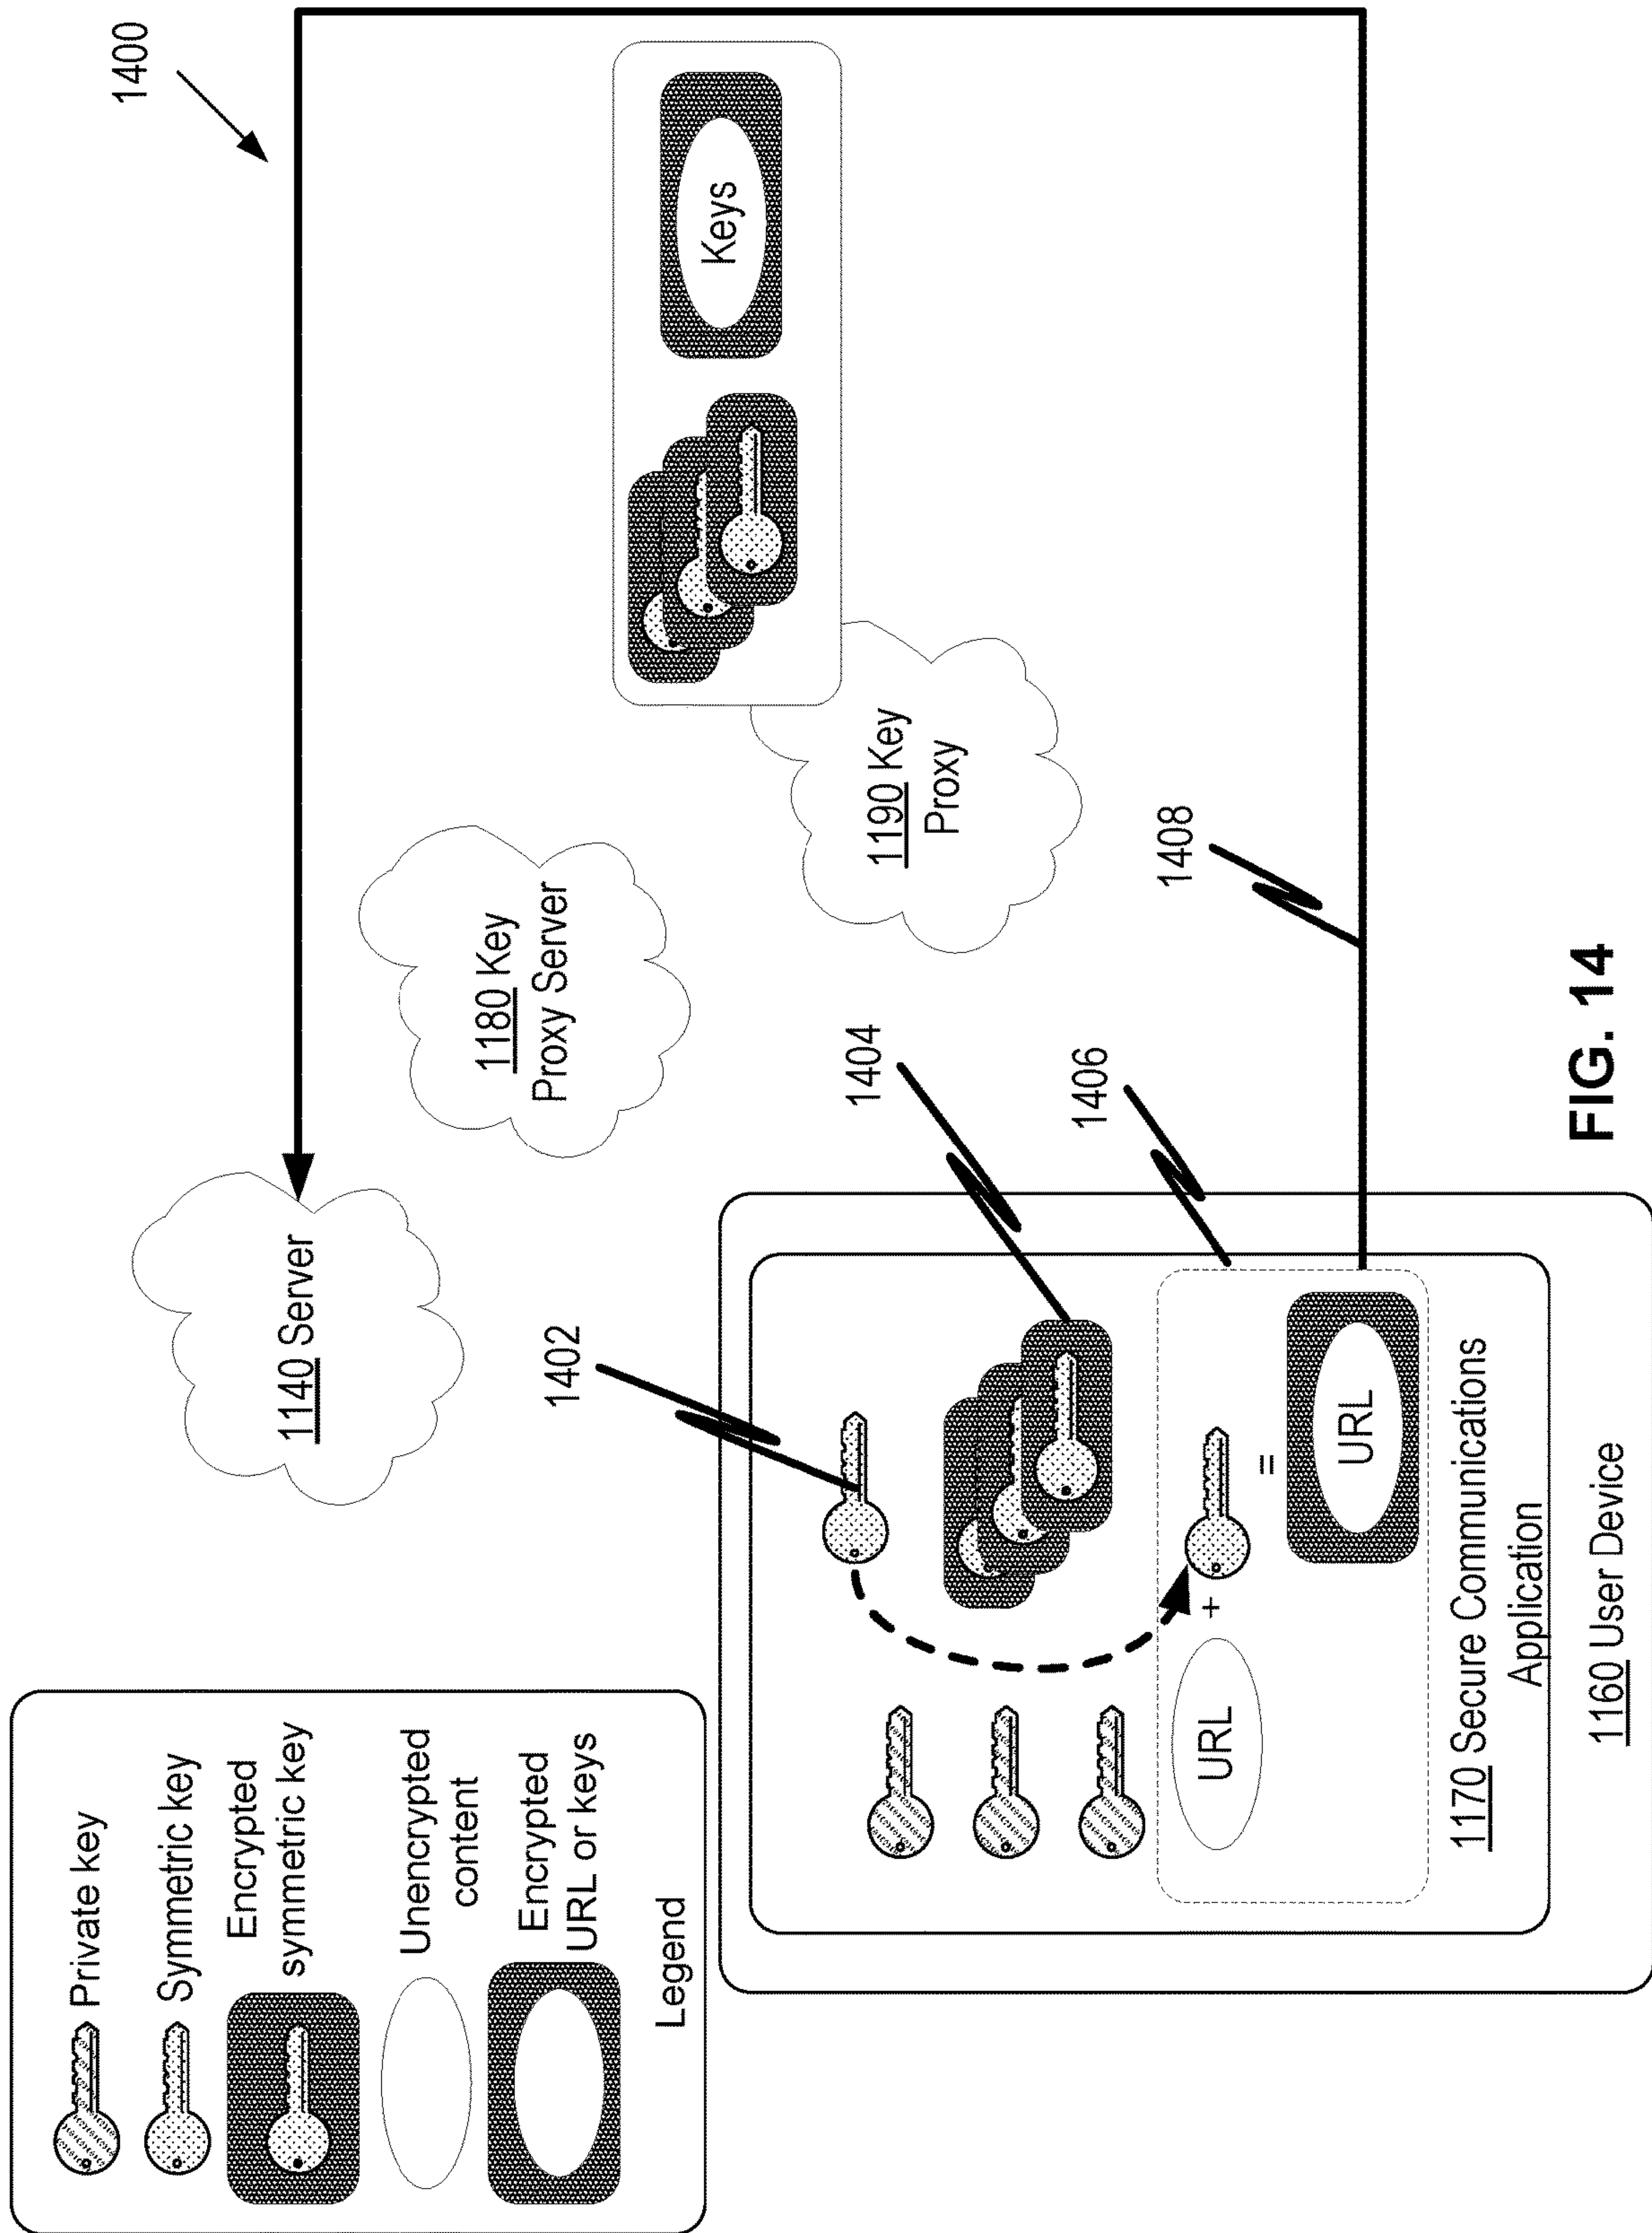 Private key
Symmetric key
Encrypted
symmetric key
Unencrypted
content
Encrypted
URL or keys
Legend
1140 Server
1180 Key
Proxy Server
1190 Key
Proxy
Keys
1400
1402
1404
1406
1408
URL
+
=
URL
1170 Secure Communications
Application
1160 User Device
FIG. 14